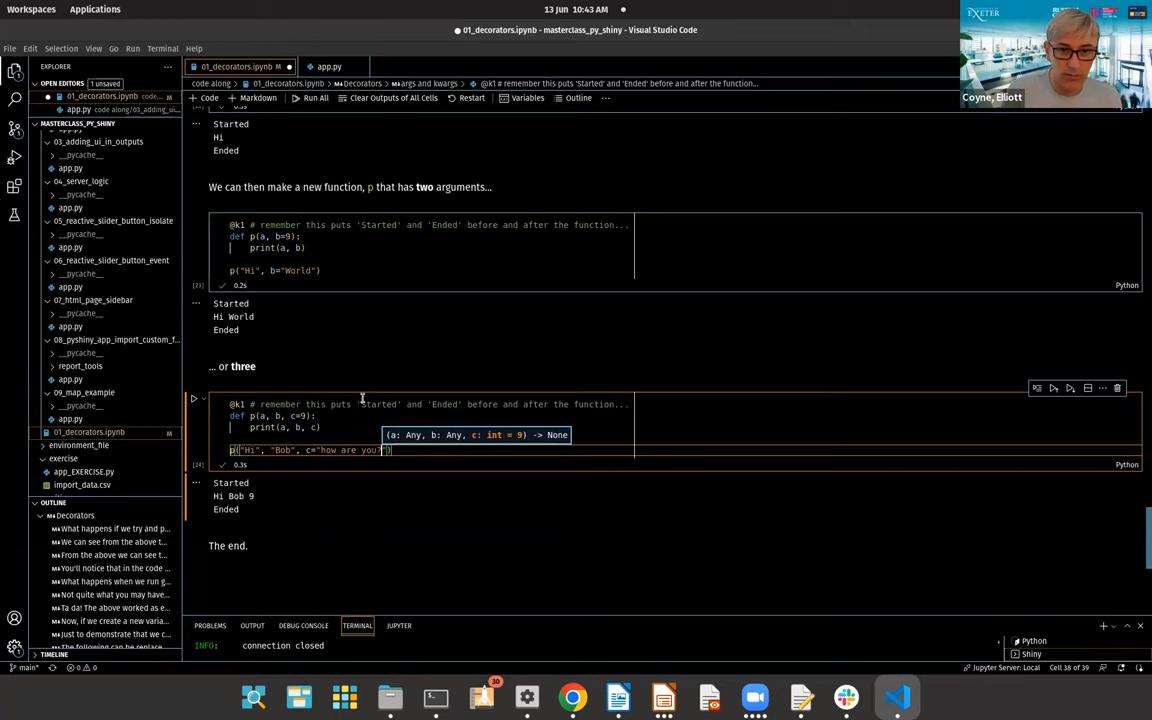 Workspaces Applications
13 Jun 10:43 AM
01_decorators.ipynb - masterclass_py_shiny - Visual Studio Code
EXETER
Coyne, Elliott
File Edit Selection View Go Run Terminal Help
EXPLORER
OPEN EDITORS 1 unsaved
01_decorators.ipynb code... M
app.py code along/03_adding_ui...
MASTERCLASS_PY_SHINY
app.py
03_adding_ui_in_outputs
__pycache__
app.py
04_server_logic
__pycache__
app.py
05_reactive_slider_button_isolate
__pycache__
app.py
06_reactive_slider_button_event
__pycache__
app.py
07_html_page_sidebar
__pycache__
app.py
08_pyshiny_app_import_custom_f...
__pycache__
report_tools
app.py
09_map_example
__pycache__
app.py
01_decorators.ipynb M
environment_file
exercise
app_EXERCISE.py
import_data.csv
OUTLINE
Decorators
What happens if we try and p...
We can see from the above t...
From the above we can see t...
You'll notice that in the code ...
What happens when we run g...
Not quite what you may have...
Ta da! The above worked as e...
Now, if we create a new varia...
Just to demonstrate that we c...
The following can be replace...
TIMELINE
01_decorators.ipynb M app.py
code along > 01_decorators.ipynb > Decorators > args and kwargs > @k1 # remember this puts 'Started' and 'Ended' before and after the function...
+ Code + Markdown Run All Clear Outputs of All Cells Restart Variables Outline ...
Started
Hi
Ended
We can then make a new function, p that has two arguments...
@k1 # remember this puts 'Started' and 'Ended' before and after the function...
def p(a, b=9):
print(a, b)
p("Hi", b="World")
[23] 0.2s Python
Started
Hi World
Ended
... or three
@k1 # remember this puts 'Started' and 'Ended' before and after the function...
def p(a, b, c=9):
print(a, b, c)
(a: Any, b: Any, c: int = 9) -> None
p("Hi", "Bob", c="how are you?")
[24] 0.3s Python
Started
Hi Bob 9
Ended
The end.
PROBLEMS OUTPUT DEBUG CONSOLE TERMINAL JUPYTER
INFO: connection closed
Python
Shiny
main* 0 0 Jupyter Server: Local Cell 38 of 39
30